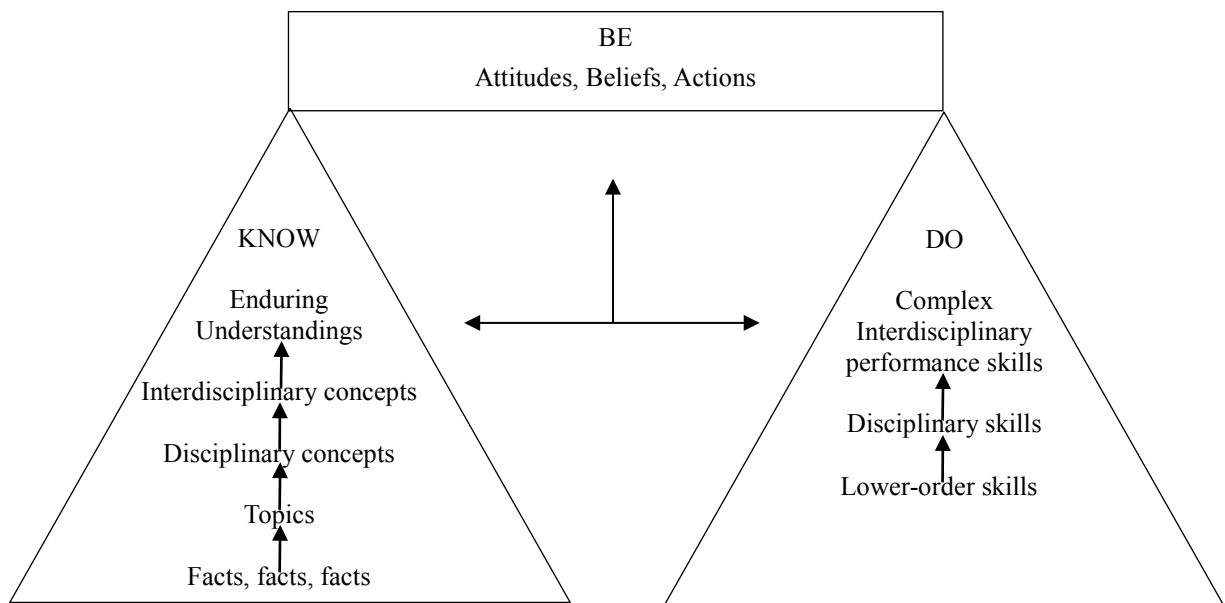 BE
Attitudes, Beliefs, Actions
KNOW
Enduring
Understandings
Interdisciplinary concepts
Disciplinary concepts
Topics
Facts, facts, facts
DO
Complex
Interdisciplinary
performance skills
Disciplinary skills
Lower-order skills